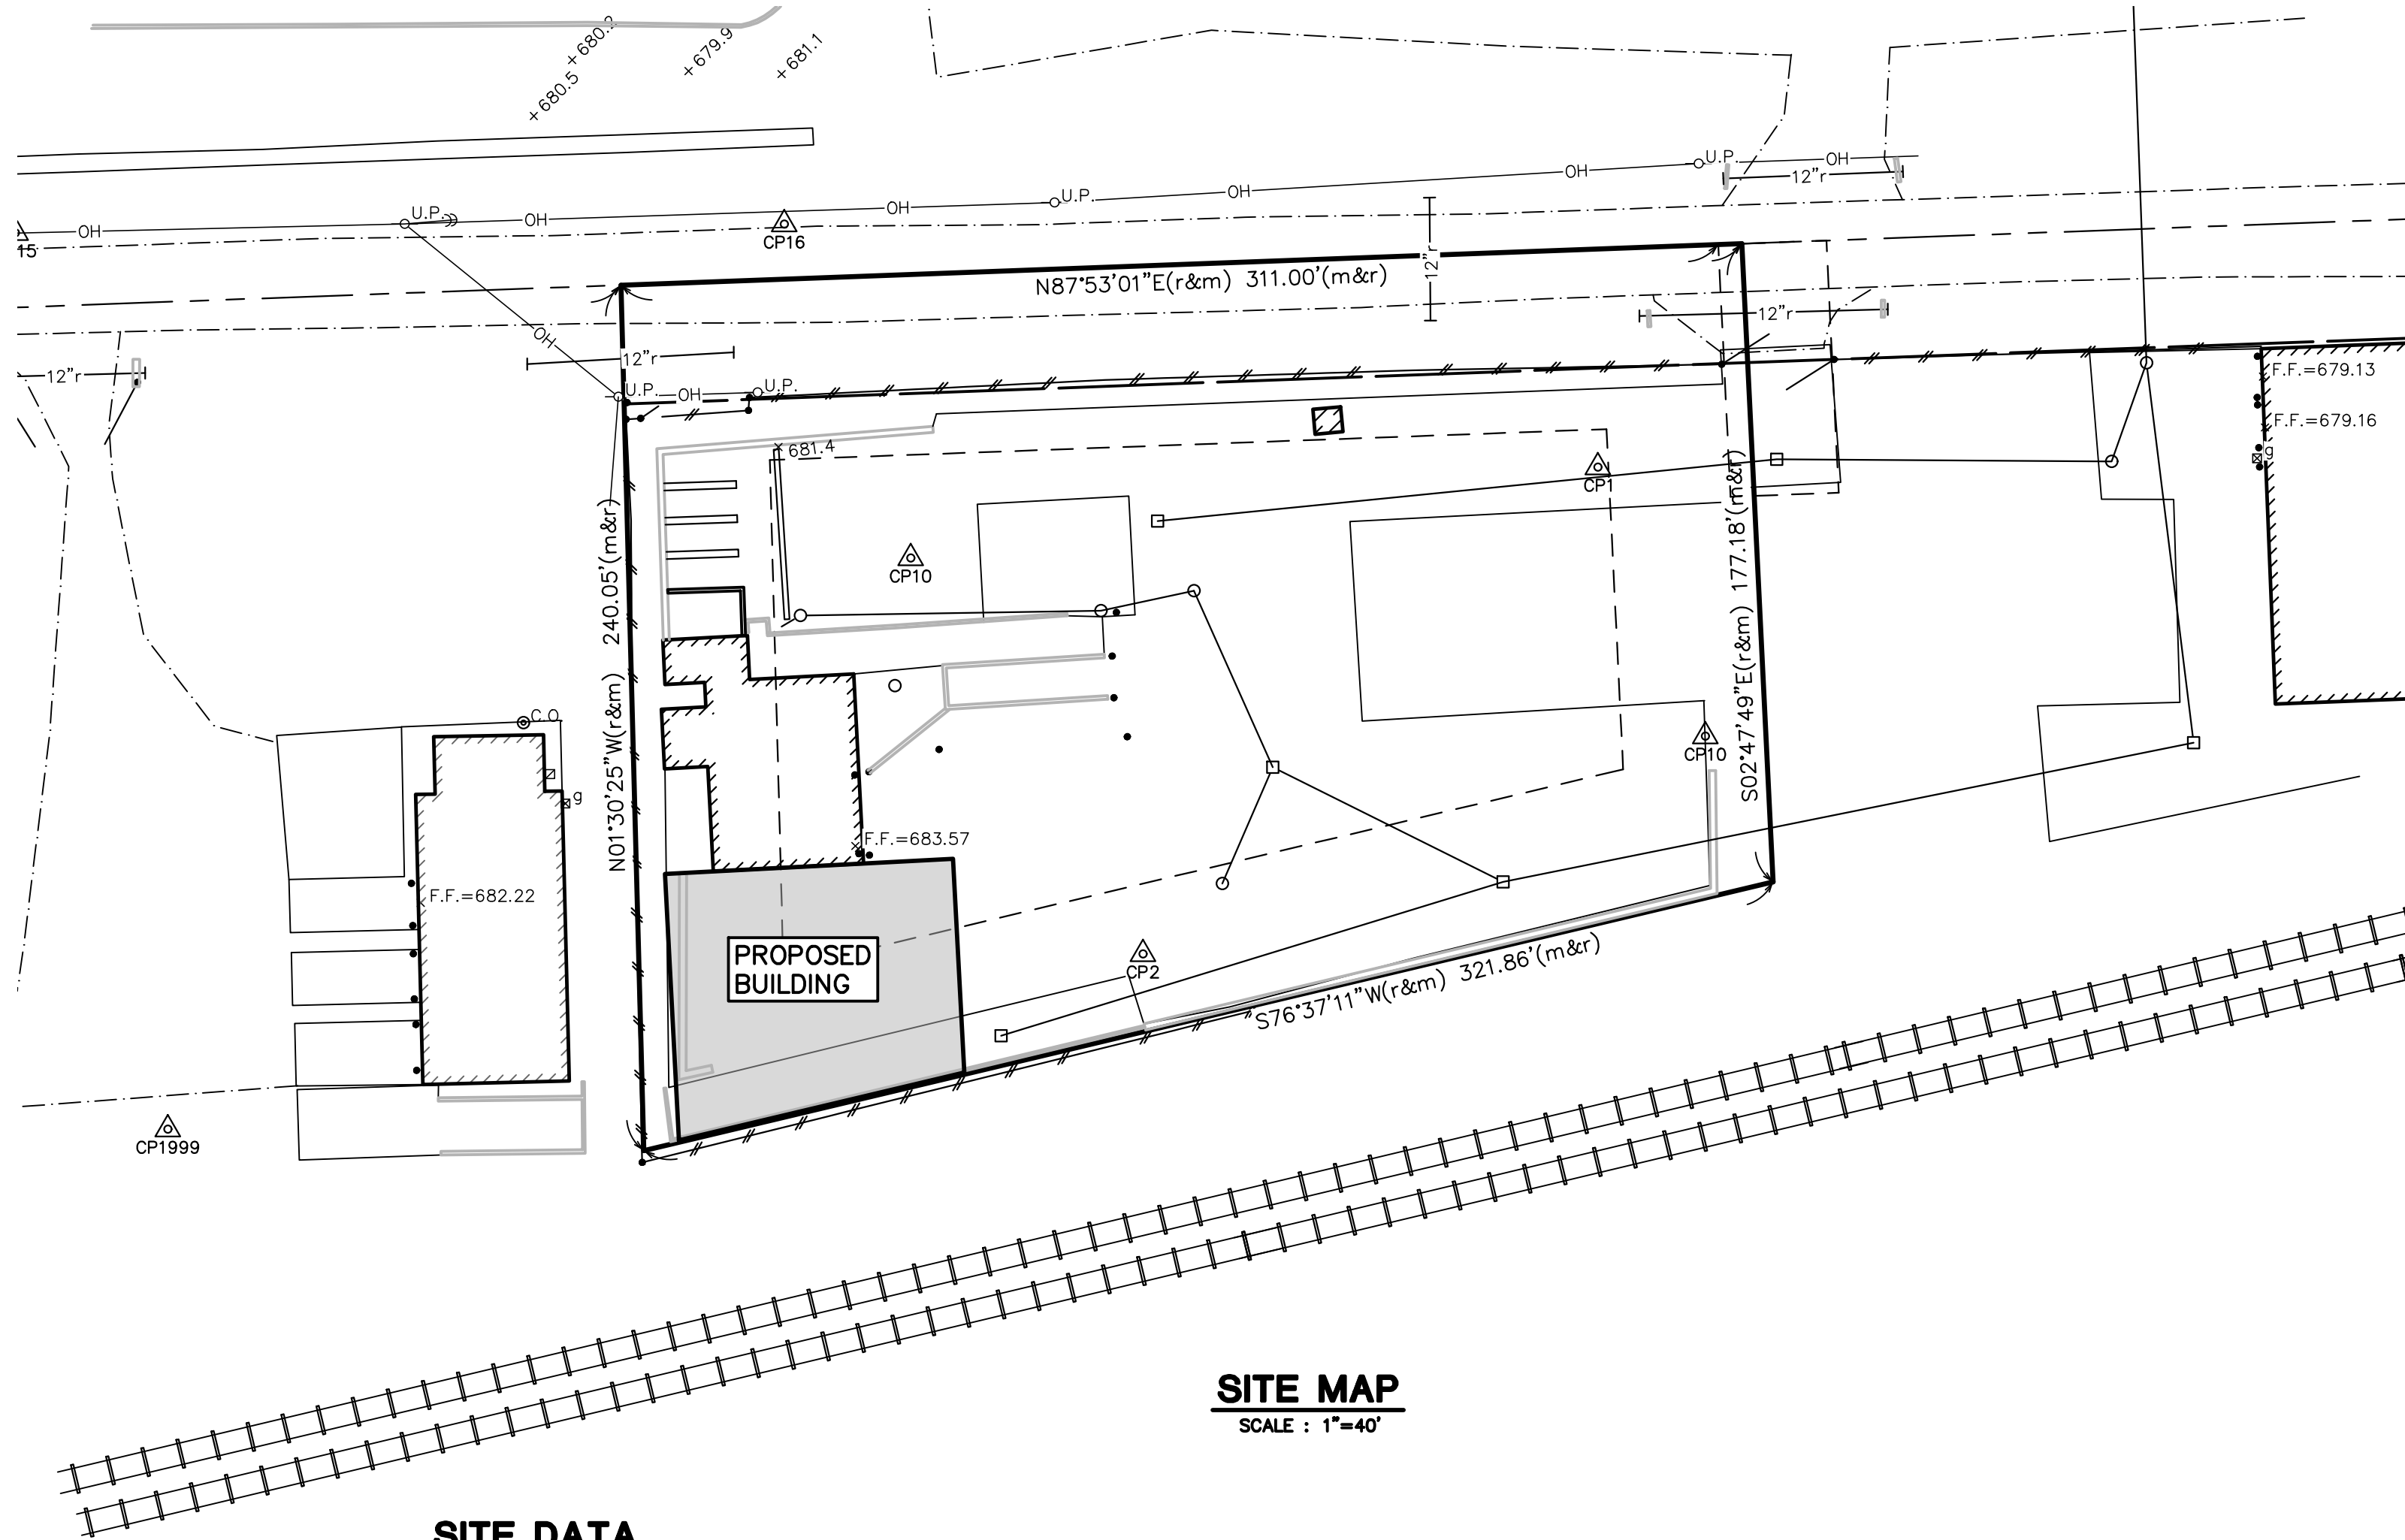 +680.5
+679.9
+681.1
U.P.
OH
12"r
U.P.
OH
OH
U.P.
OH
U.P.
OH
OH
CP16
15
N87°53'01"E(r&m) 311.00'(m&r)
12"r
12"r
OH
12"r
12"r
U.P.
OH
U.P.
F.F.=679.13
F.F.=679.16
g
681.4
CP1
CP10
N01°30'25"W(r&m) 240.05'(m&r)
S02°47'49"E(r&m) 177.18'(m&r)
C.O.
CP10
g
F.F.=683.57
F.F.=682.22
PROPOSED
BUILDING
CP2
S76°37'11"W(r&m) 321.86'(m&r)
CP1999
SITE MAP
SCALE : 1"=40'
SITE DATA